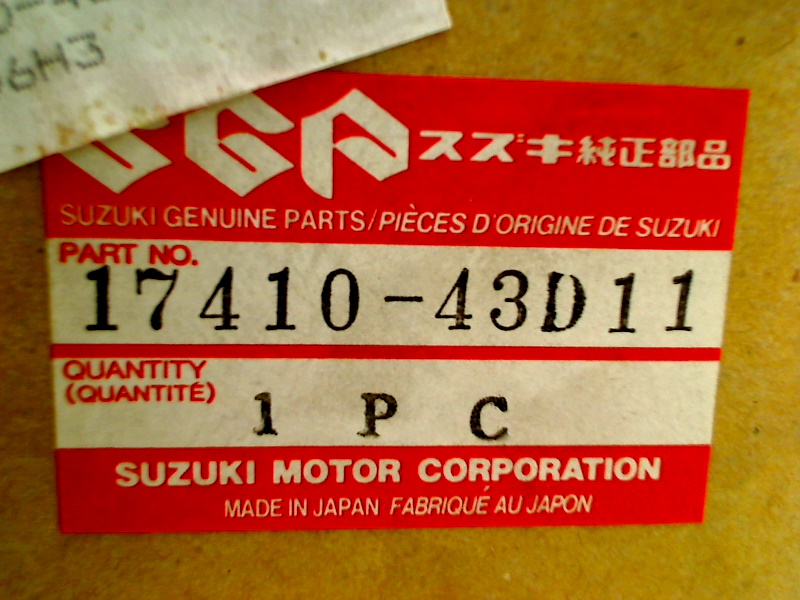 6H3
SGP スズキ純正部品
SUZUKI GENUINE PARTS/PIÈCES D'ORIGINE DE SUZUKI
PART NO.
17410-43D11
QUANTITY
(QUANTITÉ)
1 P C
SUZUKI MOTOR CORPORATION
MADE IN JAPAN FABRIQUÉ AU JAPON